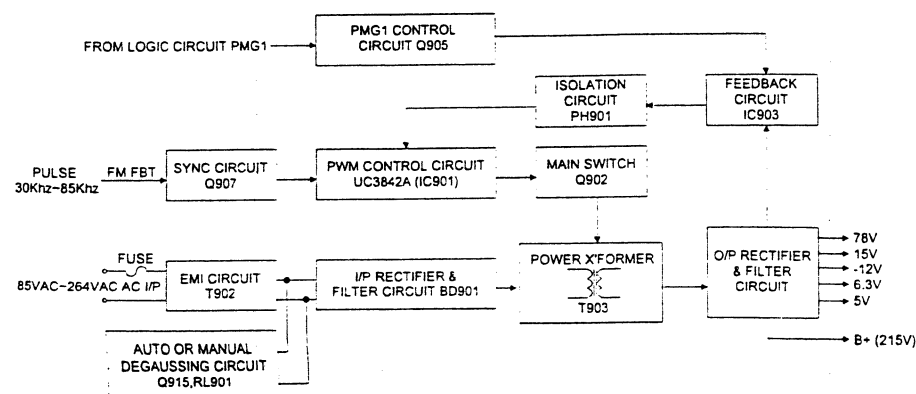 PMG1 CONTROL
CIRCUIT Q905
FROM LOGIC CIRCUIT PMG1
ISOLATION
CIRCUIT
PH901
FEEDBACK
CIRCUIT
IC903
PULSE
30Khz~85Khz
FM FBT
SYNC CIRCUIT
Q907
PWM CONTROL CIRCUIT
UC3842A (IC901)
MAIN SWITCH
Q902
FUSE
85VAC~264VAC AC I/P
EMI CIRCUIT
T902
I/P RECTIFIER &
FILTER CIRCUIT BD901
POWER X'FORMER
T903
O/P RECTIFIER
& FILTER
CIRCUIT
78V
15V
-12V
6.3V
5V
B+ (215V)
AUTO OR MANUAL
DEGAUSSING CIRCUIT
Q915,RL901